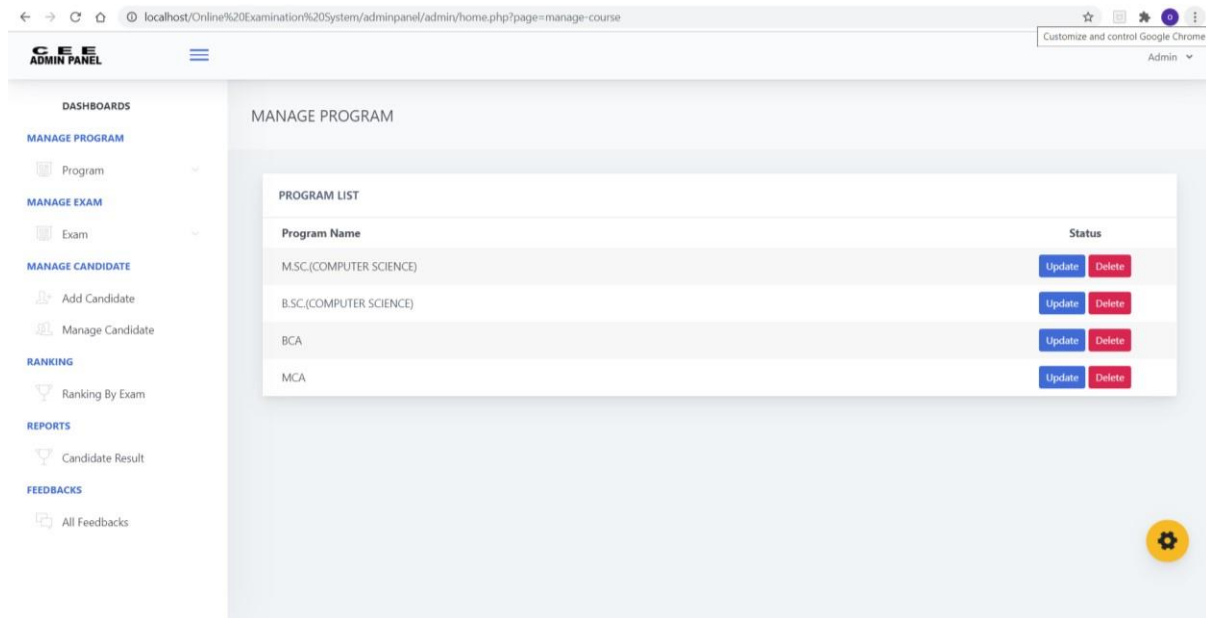 localhost/Online%20Examination%20System/adminpanel/admin/home.php?page=manage-course
o
Customize and control Google Chrome
C E E
ADMIN PANEL
Admin
DASHBOARDS
MANAGE PROGRAM
Program
MANAGE EXAM
Exam
MANAGE CANDIDATE
Add Candidate
Manage Candidate
RANKING
Ranking By Exam
REPORTS
Candidate Result
FEEDBACKS
All Feedbacks
MANAGE PROGRAM
PROGRAM LIST
Program Name Status
M.SC.(COMPUTER SCIENCE) Update Delete
B.SC.(COMPUTER SCIENCE) Update Delete
BCA Update Delete
MCA Update Delete